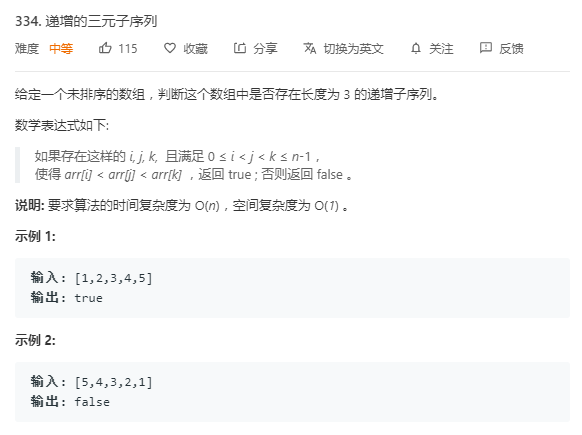 334. 递增的三元子序列
难度 中等 115 收藏 分享 切换为英文 关注 反馈
给定一个未排序的数组，判断这个数组中是否存在长度为 3 的递增子序列。
数学表达式如下:
如果存在这样的 i, j, k, 且满足 0 ≤ i < j < k ≤ n-1，
使得 arr[i] < arr[j] < arr[k] ，返回 true ; 否则返回 false 。
说明: 要求算法的时间复杂度为 O(n)，空间复杂度为 O(1) 。
示例 1:
输入: [1,2,3,4,5]
输出: true
示例 2:
输入: [5,4,3,2,1]
输出: false